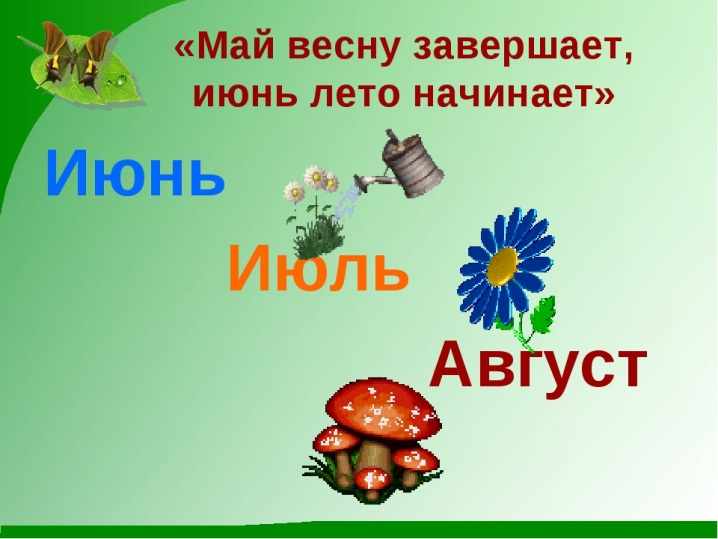 «Май весну завершает,
июнь лето начинает»
Июнь
Июль
Август